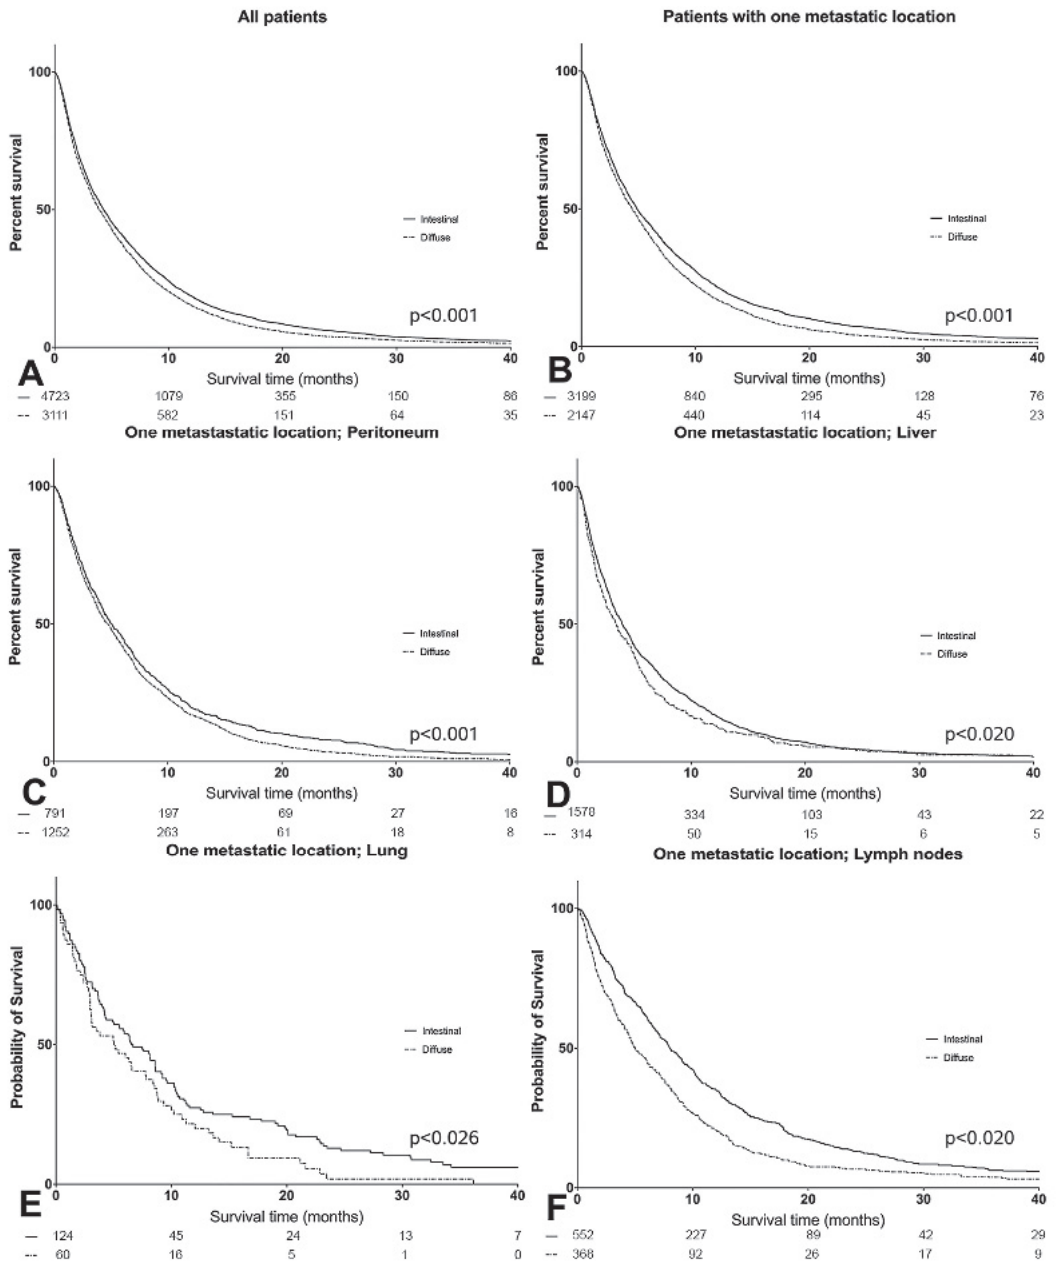 All patients
Percent survival
100
50
0
Intestinal
Diffuse
p<0.001
0 10 20 30 40
A
Survival time (months)
4723 1079 355 150 86
3111 582 151 64 35
Patients with one metastatic location
Percent survival
100
50
0
Intestinal
Diffuse
p<0.001
0 10 20 30 40
B
Survival time (months)
3199 840 295 128 76
2147 440 114 45 23
One metastastatic location; Peritoneum
Percent survival
100
50
0
Intestinal
Diffuse
p<0.001
0 10 20 30 40
C
Survival time (months)
791 197 69 27 16
1252 263 61 18 8
One metastastatic location; Liver
Percent survival
100
50
0
Intestinal
Diffuse
p<0.020
0 10 20 30 40
D
Survival time (months)
1578 334 103 43 22
314 50 15 6 5
One metastatic location; Lung
Probability of Survival
100
50
0
Intestinal
Diffuse
p<0.026
0 10 20 30 40
E
Survival time (months)
124 45 24 13 7
60 16 5 1 0
One metastatic location; Lymph nodes
Probability of Survival
100
50
0
Intestinal
Diffuse
p<0.020
0 10 20 30 40
F
Survival time (months)
552 227 89 42 29
368 92 26 17 9